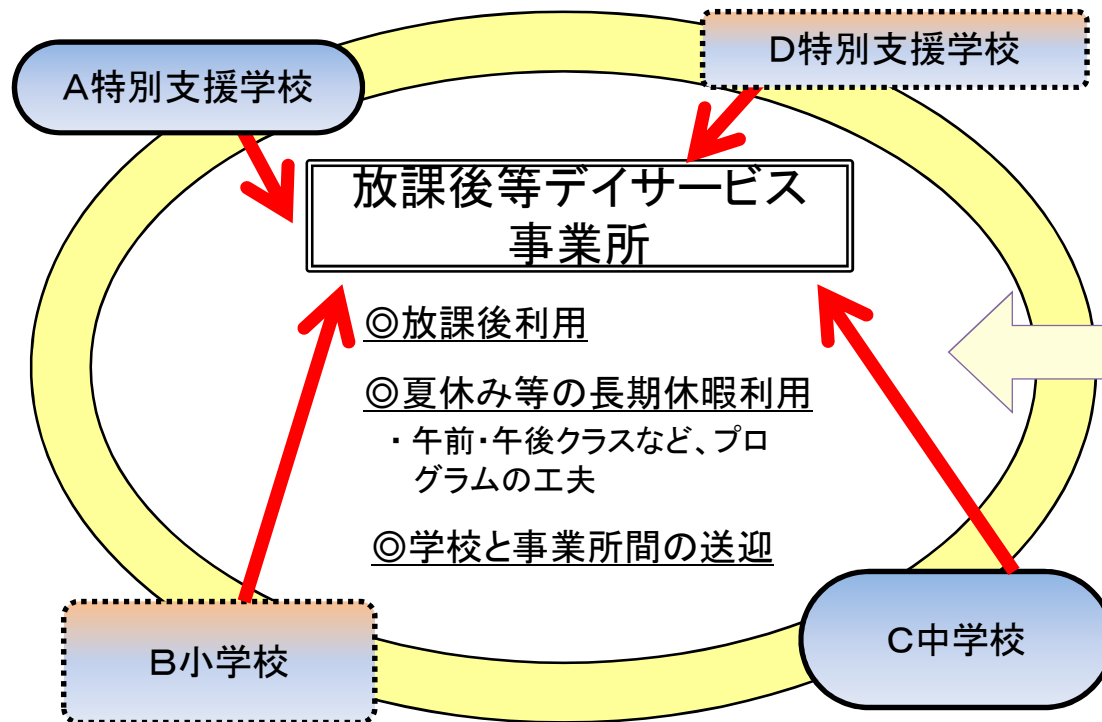 A特別支援学校
D特別支援学校
放課後等デイサービス
事業所
◎放課後利用
◎夏休み等の長期休暇利用
・ 午前・午後クラスなど、プロ
グラムの工夫
◎学校と事業所間の送迎
B小学校
C中学校